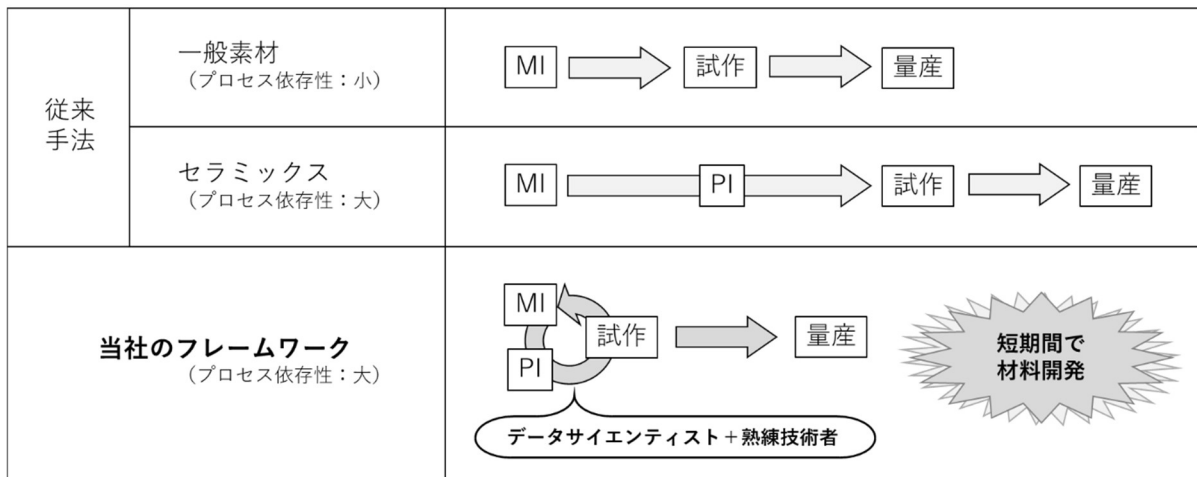 従来
手法
一般素材
（プロセス依存性：小）
MI
試作
量産
セラミックス
（プロセス依存性：大）
MI
PI
試作
量産
当社のフレームワーク
（プロセス依存性：大）
MI
PI
試作
量産
データサイエンティスト＋熟練技術者
短期間で
材料開発